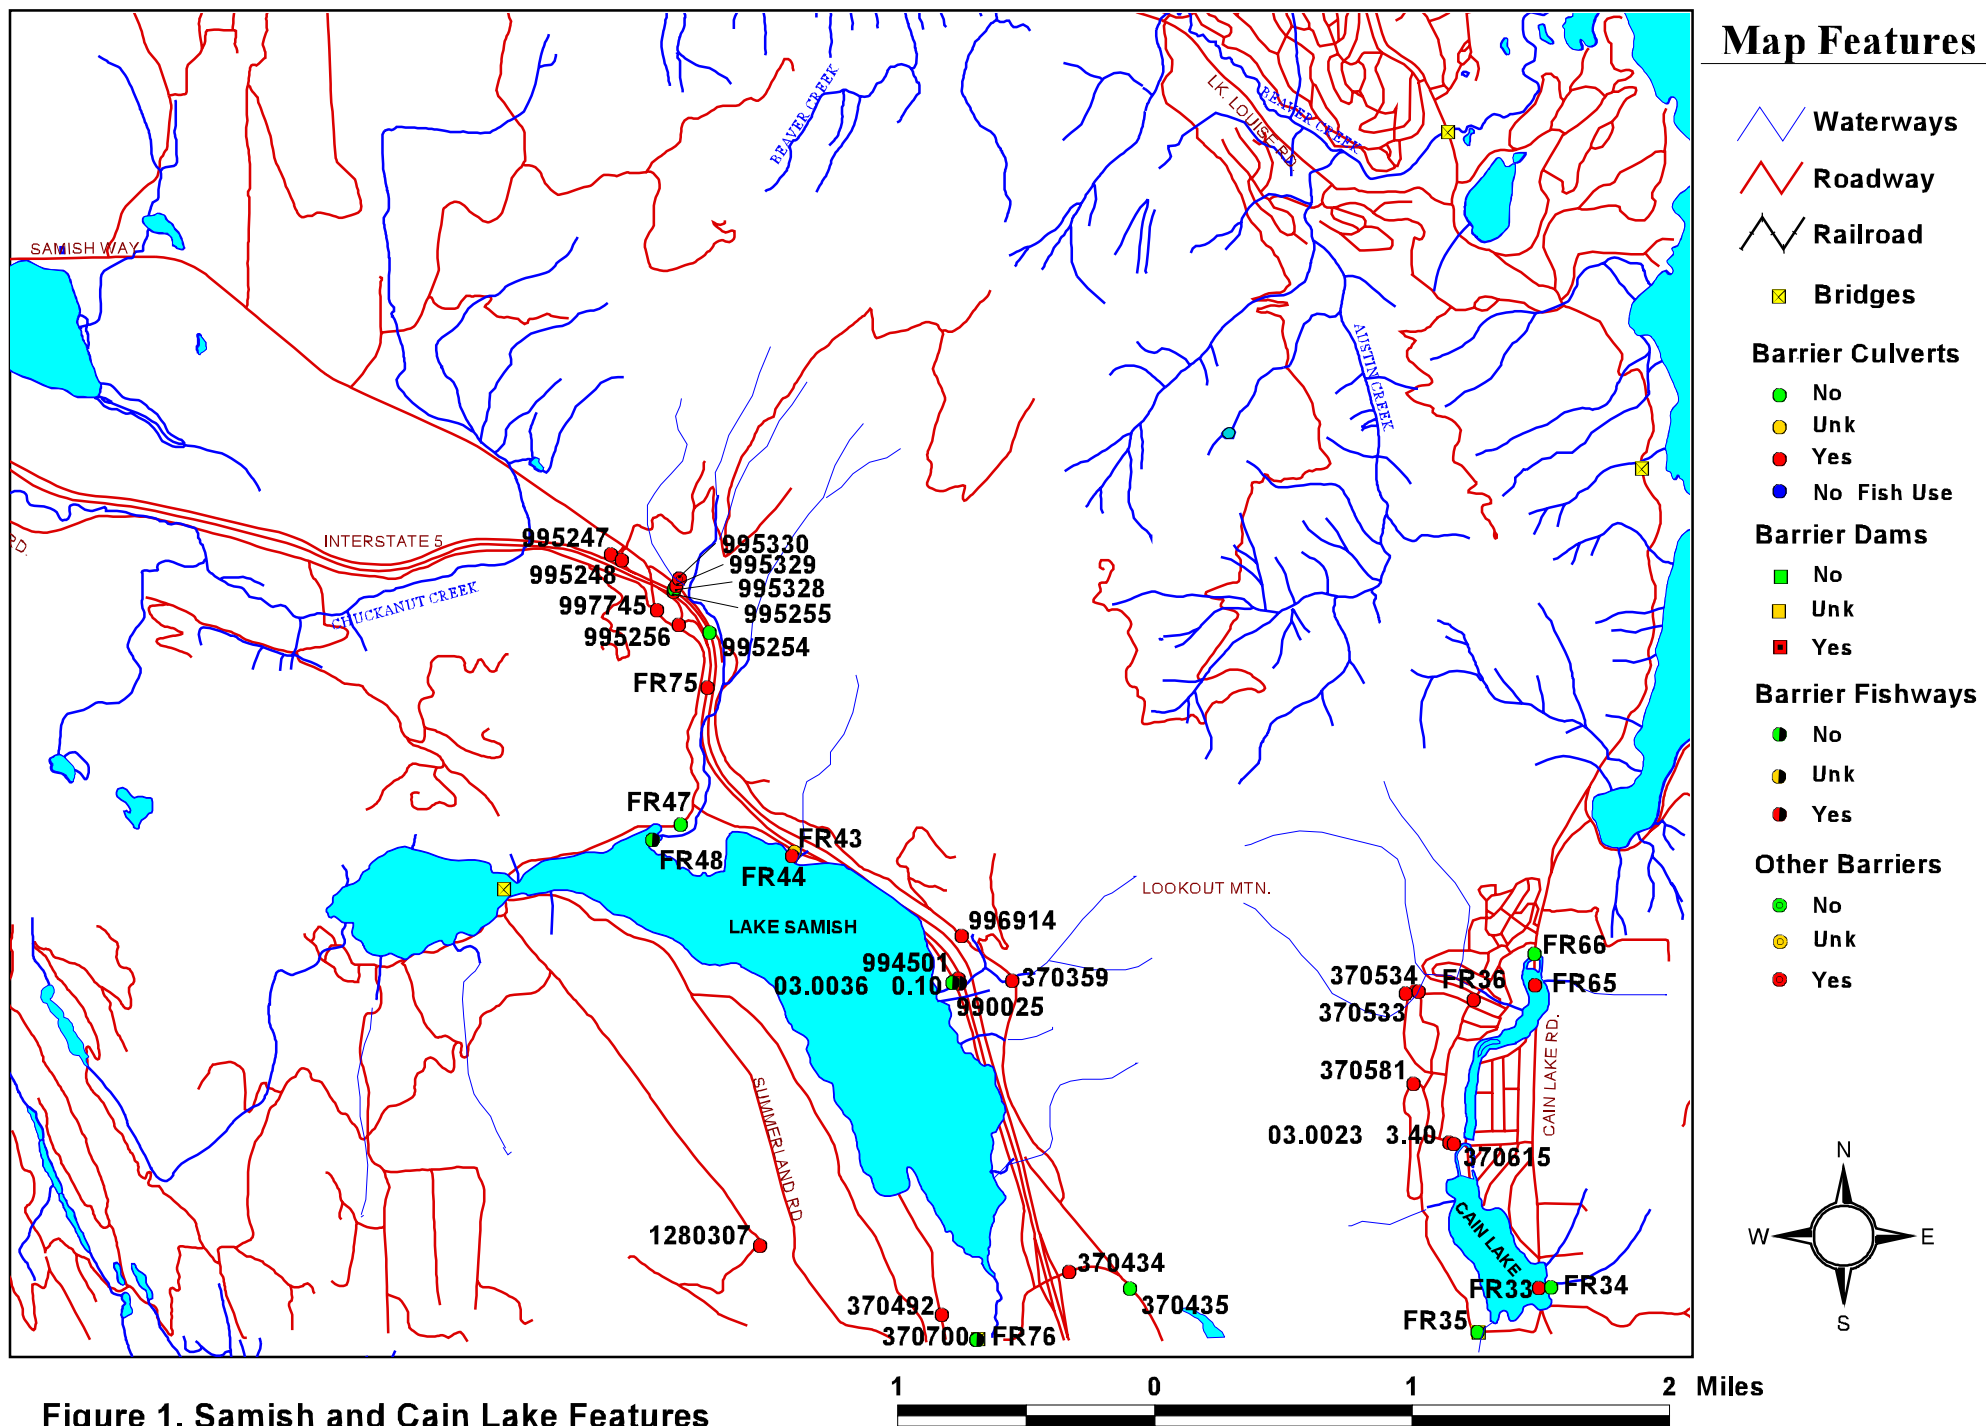 Map Features
Waterways
Roadway
Railroad
Bridges
Barrier Culverts
No
Unk
Yes
No Fish Use
Barrier Dams
No
Unk
Yes
Barrier Fishways
No
Unk
Yes
Other Barriers
No
Unk
Yes
N
W E
S
BEAVER CREEK
LK. LOUISE RD.
BEAVER CREEK
SAMISH WAY
AUSTIN CREEK
RD.
INTERSTATE 5
CHUCKANUT CREEK
995247
995248
997745
995256
995330
995329
995328
995255
995254
FR75
FR47
FR48
FR43
FR44
LAKE SAMISH
LOOKOUT MTN.
996914
994501
03.0036 0.10
990025
370359
FR66
370534
FR36
FR65
370533
370581
CAIN LAKE RD.
03.0023 3.40
370615
SUMMERLAND RD.
CAIN LAKE
1280307
370434
370435
370492
370700
FR76
FR33
FR34
FR35
1 0 1 2 Miles
Figure 1. Samish and Cain Lake Features